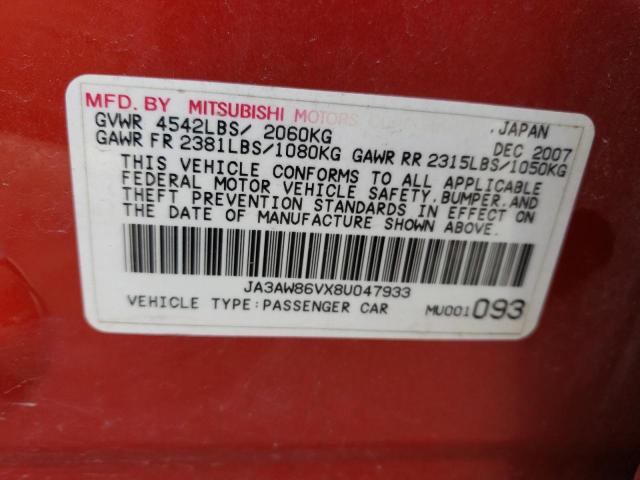 MFD. BY MITSUBISHI MOTORS CORPORATION, JAPAN
GVWR 4542LBS/ 2060KG DEC 2007
GAWR FR 2381LBS/1080KG GAWR RR 2315LBS/1050KG
THIS VEHICLE CONFORMS TO ALL APPLICABLE
FEDERAL MOTOR VEHICLE SAFETY, BUMPER, AND
THEFT PREVENTION STANDARDS IN EFFECT ON
THE DATE OF MANUFACTURE SHOWN ABOVE.
JA3AW86VX8U047933
VEHICLE TYPE:PASSENGER CAR MU001093